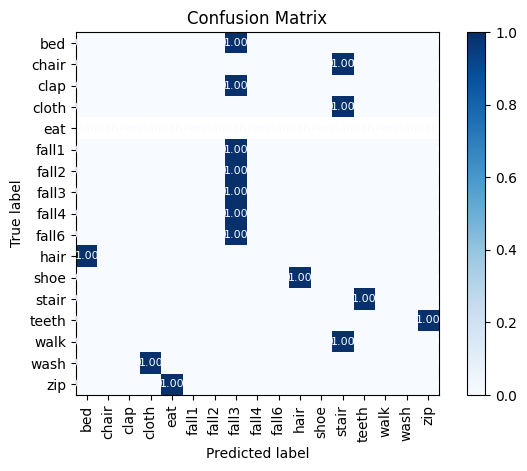 Confusion Matrix
True label
bed
1.00
chair
1.00
clap
1.00
cloth
1.00
eat
fall1
1.00
fall2
1.00
fall3
1.00
fall4
1.00
fall6
1.00
hair
1.00
shoe
1.00
stair
1.00
teeth
1.00
walk
1.00
wash
1.00
zip
1.00
bed
chair
clap
cloth
eat
fall1
fall2
fall3
fall4
fall6
hair
shoe
stair
teeth
walk
wash
zip
Predicted label
1.0
0.8
0.6
0.4
0.2
0.0